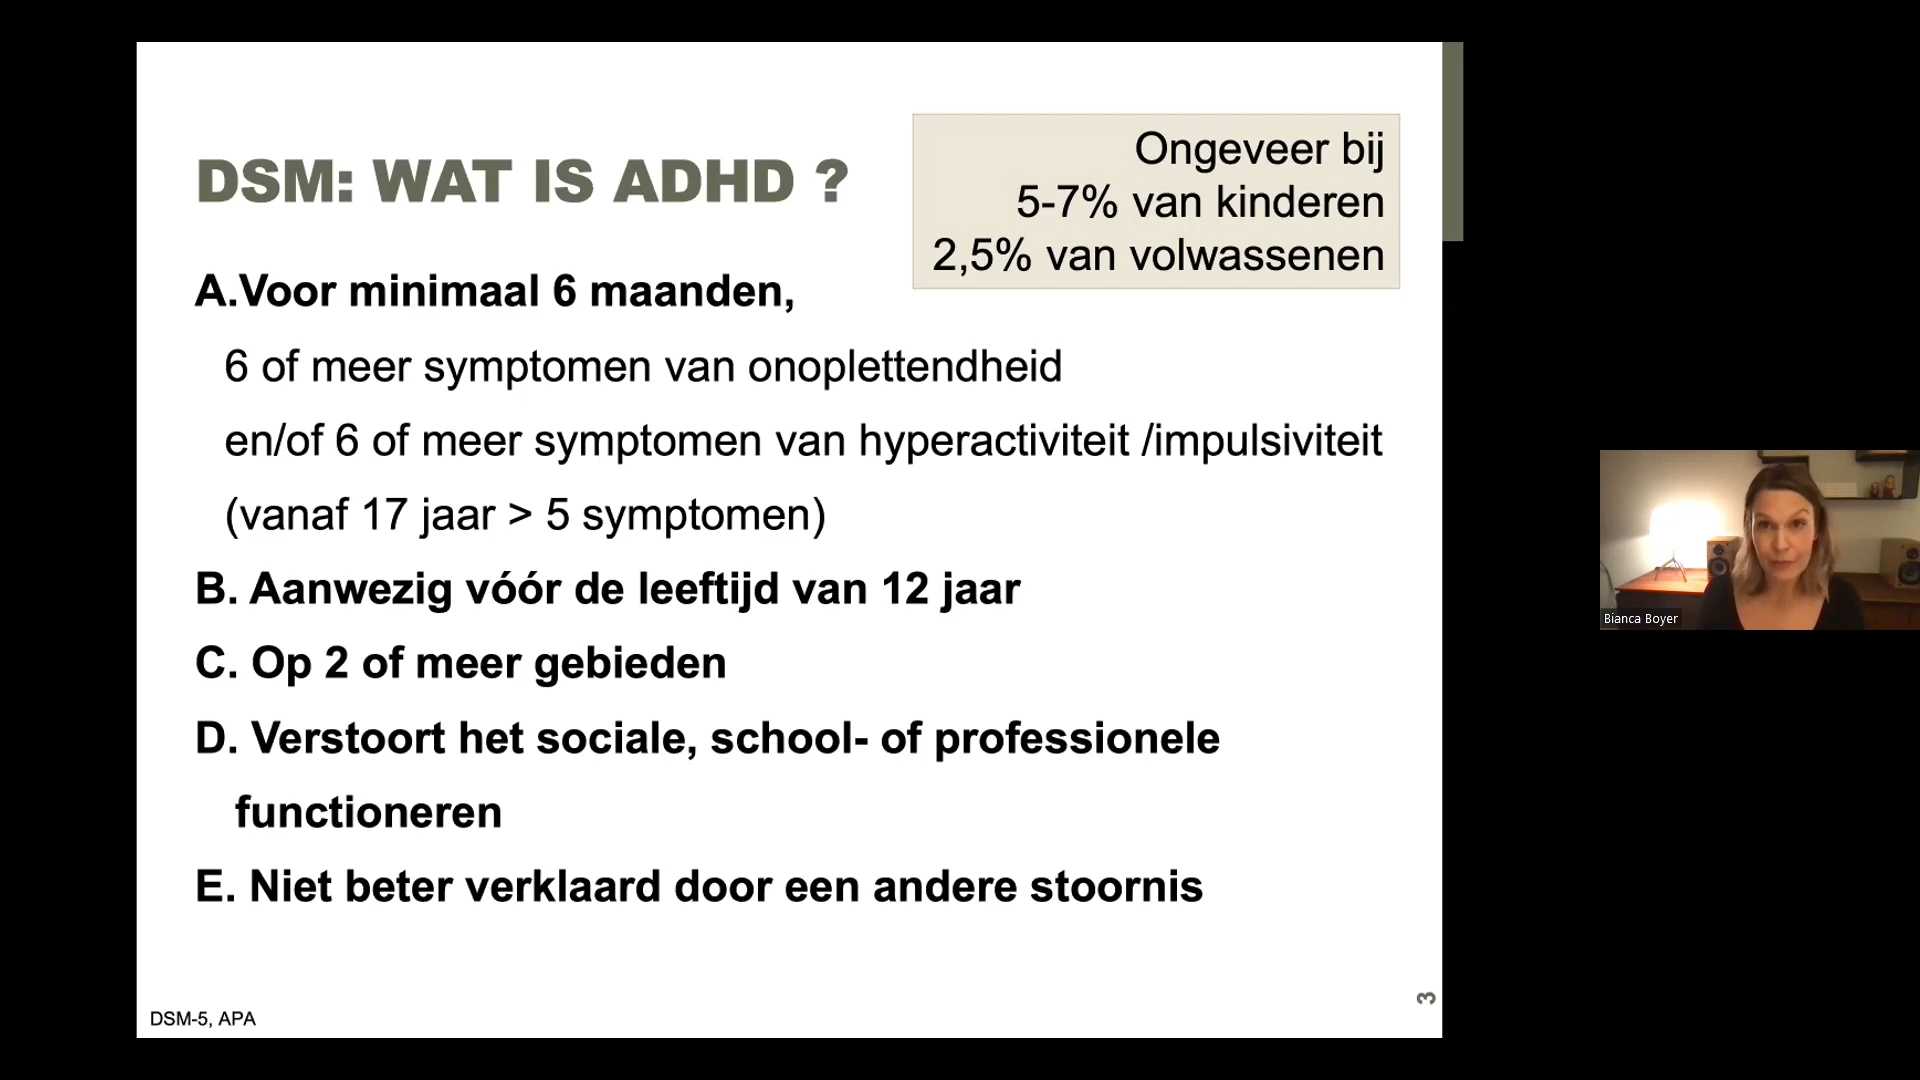 DSM: WAT IS ADHD ?
Ongeveer bij
5-7% van kinderen
2,5% van volwassenen
A.Voor minimaal 6 maanden,
6 of meer symptomen van onoplettendheid
en/of 6 of meer symptomen van hyperactiviteit /impulsiviteit
(vanaf 17 jaar > 5 symptomen)
B. Aanwezig vóór de leeftijd van 12 jaar
C. Op 2 of meer gebieden
D. Verstoort het sociale, school- of professionele
functioneren
E. Niet beter verklaard door een andere stoornis
DSM-5, APA
3
Bianca Boyer